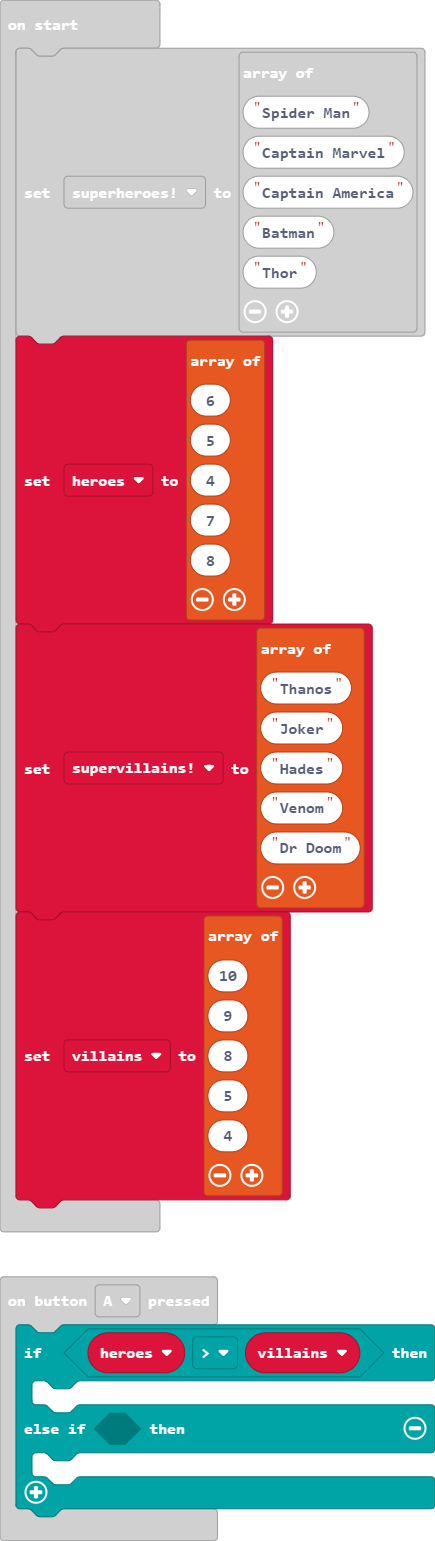 on start
array of
"Spider Man"
"Captain Marvel"
set superheroes! to "Captain America"
"Batman"
"Thor"
array of
6
5
set heroes to 4
7
8
array of
"Thanos"
"Joker"
set supervillains! to "Hades"
"Venom"
"Dr Doom"
array of
10
9
set villains to 8
5
4
on button A pressed
if heroes > villains then
else if then